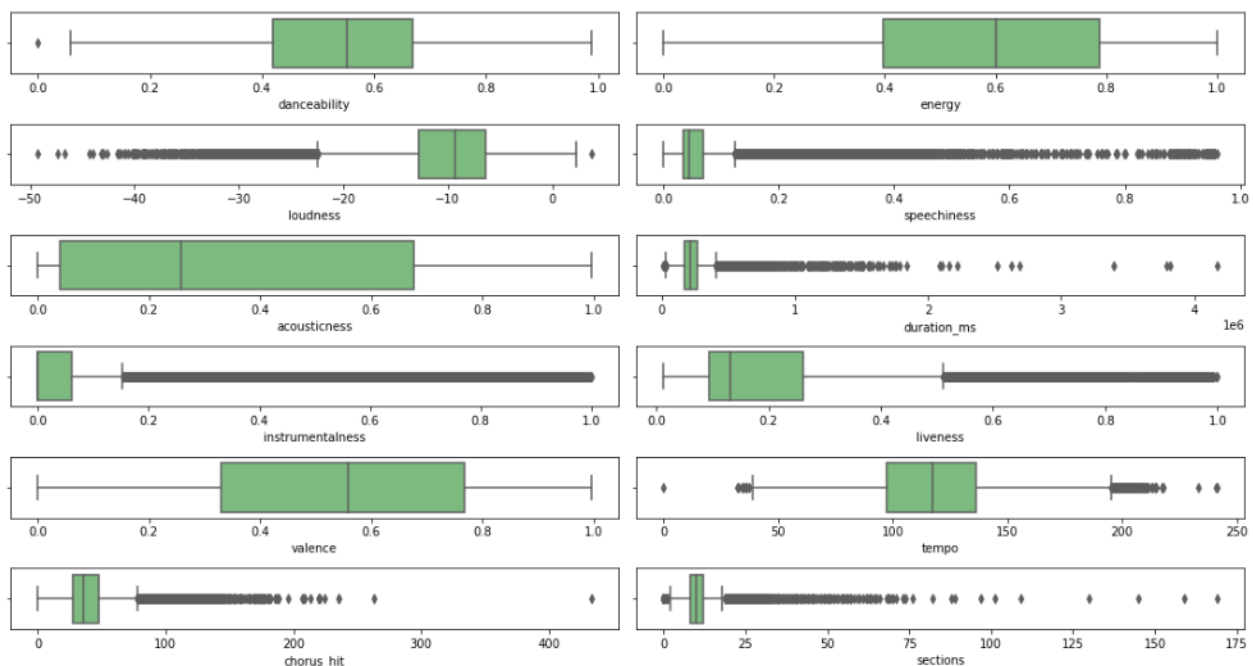 0.0 0.2 0.4 0.6 0.8 1.0
danceability
0.0 0.2 0.4 0.6 0.8 1.0
energy
−50 −40 −30 −20 −10 0
loudness
0.0 0.2 0.4 0.6 0.8 1.0
speechiness
0.0 0.2 0.4 0.6 0.8 1.0
acousticness
0 1 2 3 4
duration_ms
1e6
0.0 0.2 0.4 0.6 0.8 1.0
instrumentalness
0.0 0.2 0.4 0.6 0.8 1.0
liveness
0.0 0.2 0.4 0.6 0.8 1.0
valence
0 50 100 150 200 250
tempo
0 100 200 300 400
chorus_hit
0 25 50 75 100 125 150 175
sections